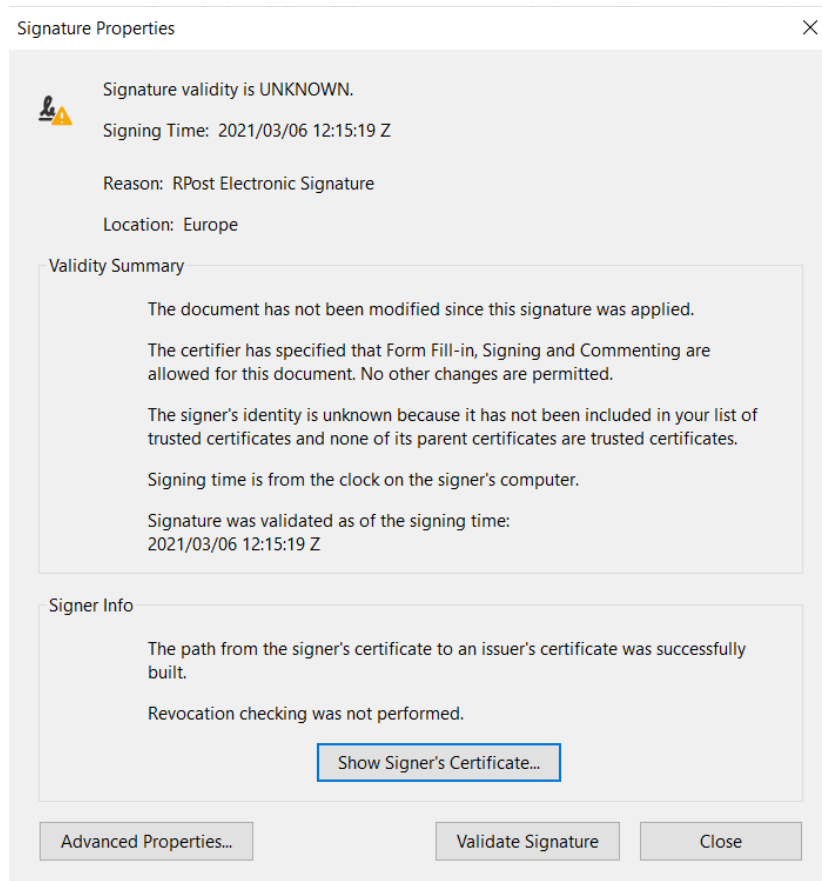 Signature Properties
Signature validity is UNKNOWN.
Signing Time: 2021/03/06 12:15:19 Z
Reason: RPost Electronic Signature
Location: Europe
Validity Summary
The document has not been modified since this signature was applied.
The certifier has specified that Form Fill-in, Signing and Commenting are
allowed for this document. No other changes are permitted.
The signer's identity is unknown because it has not been included in your list of
trusted certificates and none of its parent certificates are trusted certificates.
Signing time is from the clock on the signer's computer.
Signature was validated as of the signing time:
2021/03/06 12:15:19 Z
Signer Info
The path from the signer's certificate to an issuer's certificate was successfully
built.
Revocation checking was not performed.
Show Signer's Certificate...
Advanced Properties...
Validate Signature
Close